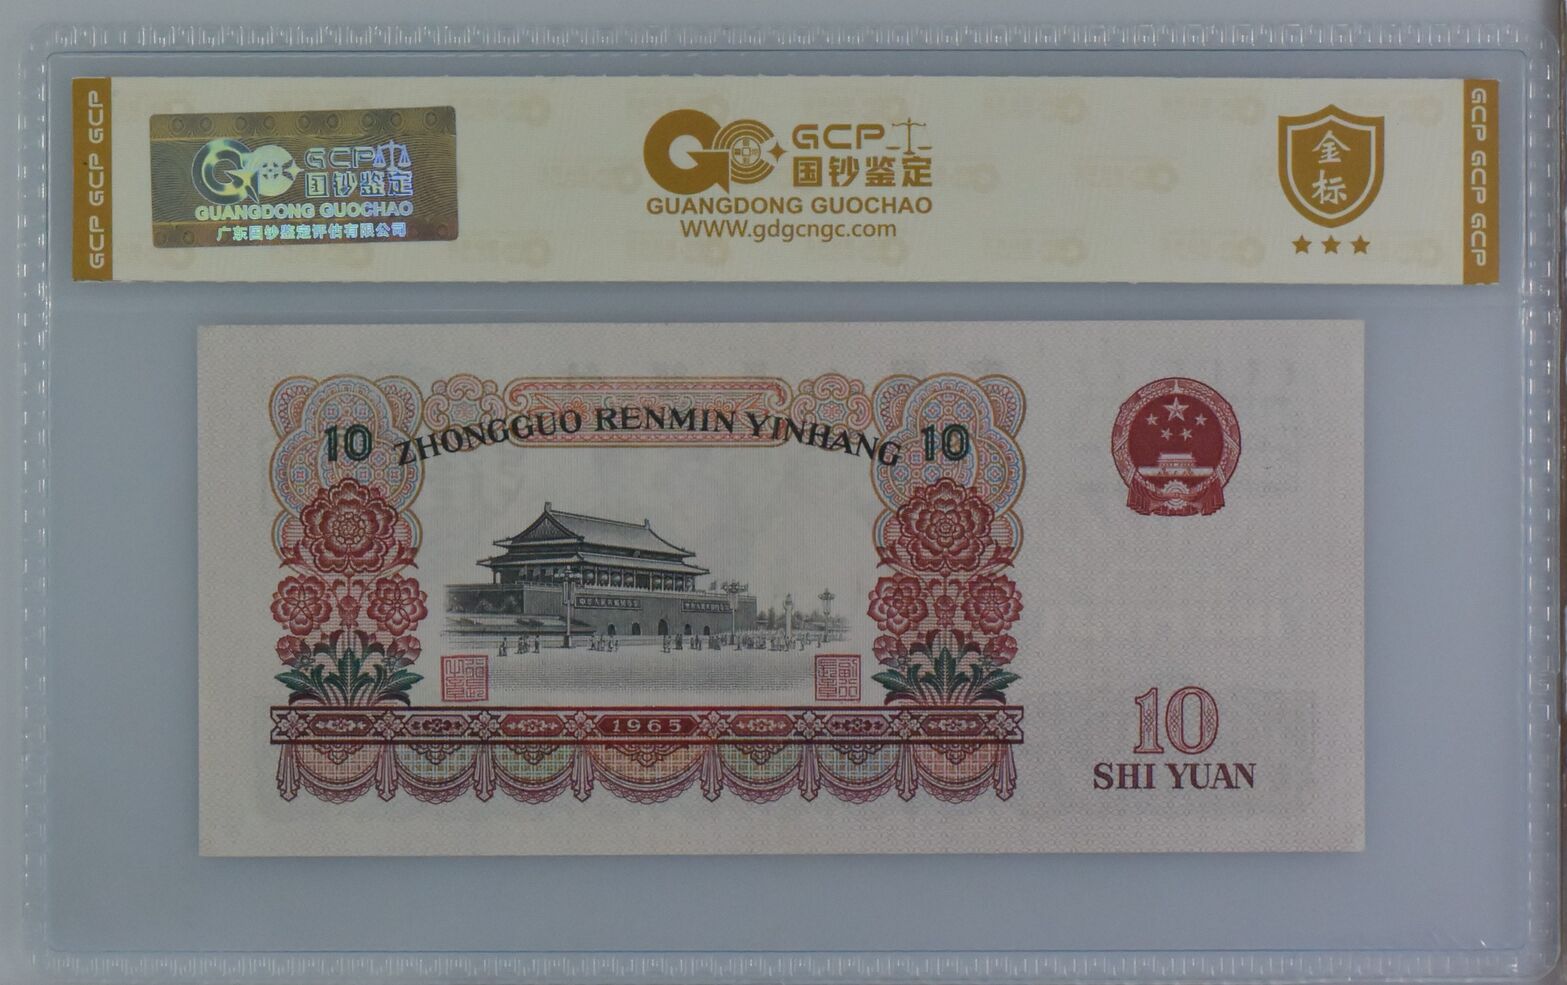 GCP GCP GCP
GCP
国钞鉴定
GUANGDONG GUOCHAO
广东国钞鉴定评估有限公司
GCP
国钞鉴定
GUANGDONG GUOCHAO
WWW.gdgcngc.com
金标
GCP GCP GCP
10
ZHONGGUO RENMIN YINHANG
10
1965
10
SHI YUAN